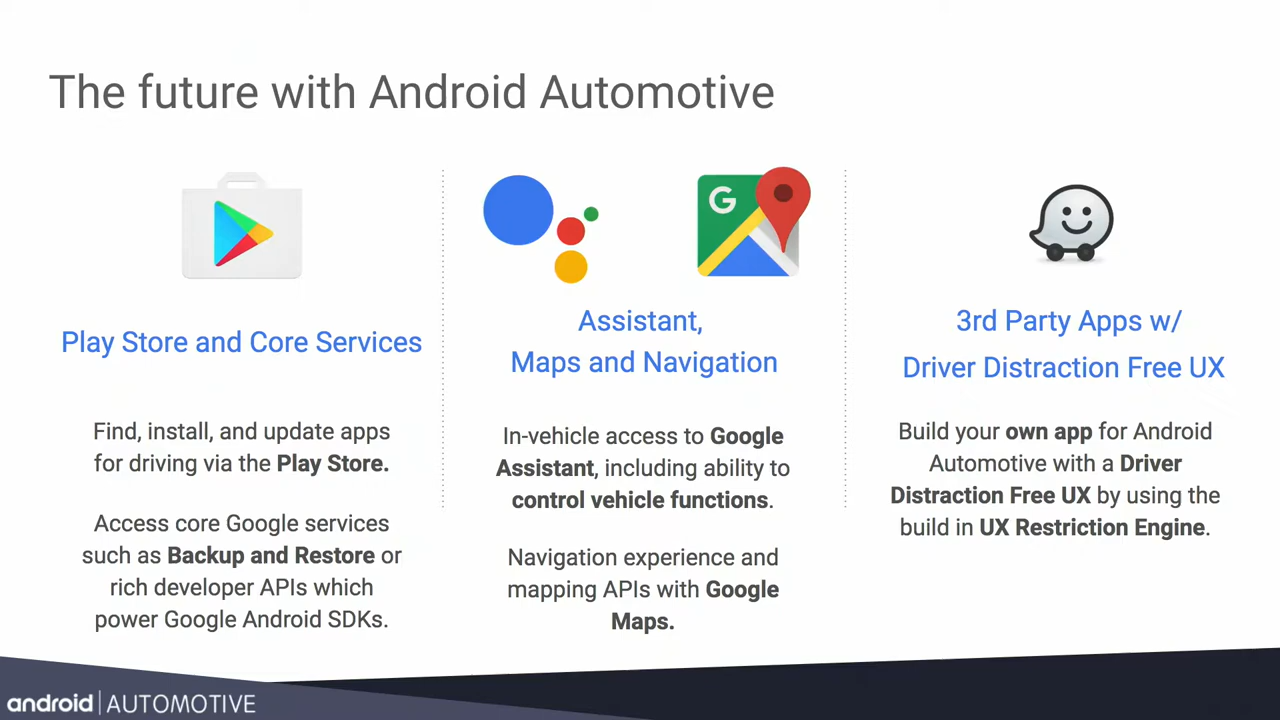 The future with Android Automotive
G
Play Store and Core Services
Find, install, and update apps
for driving via the Play Store.
Access core Google services
such as Backup and Restore or
rich developer APIs which
power Google Android SDKs.
Assistant,
Maps and Navigation
In-vehicle access to Google
Assistant, including ability to
control vehicle functions.
Navigation experience and
mapping APIs with Google
Maps.
3rd Party Apps w/
Driver Distraction Free UX
Build your own app for Android
Automotive with a Driver
Distraction Free UX by using the
build in UX Restriction Engine.
android AUTOMOTIVE